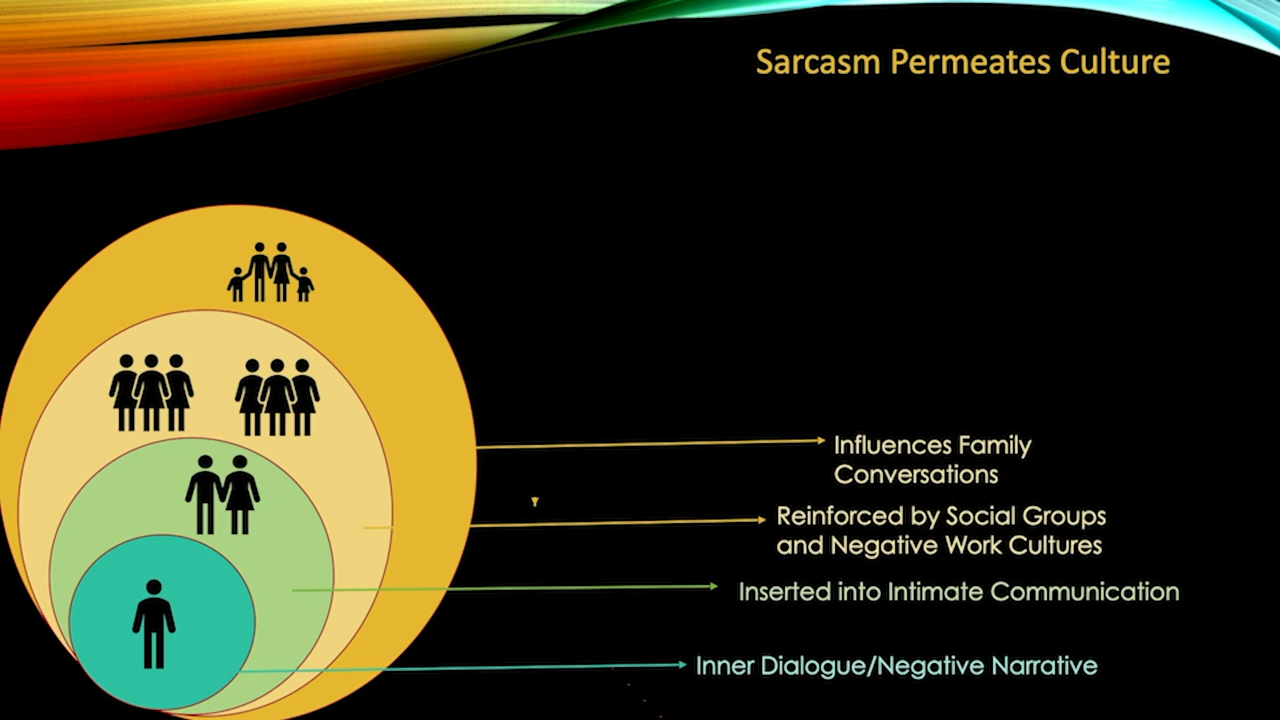 Sarcasm Permeates Culture
Influences Family
Conversations
Reinforced by Social Groups
and Negative Work Cultures
Inserted into Intimate Communication
Inner Dialogue/Negative Narrative